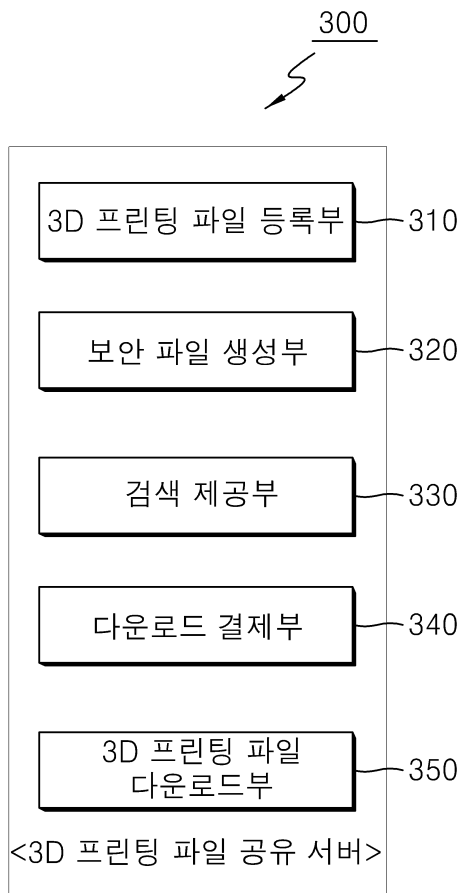 300
3D 프린팅 파일 등록부
310
보안 파일 생성부
320
검색 제공부
330
다운로드 결제부
340
3D 프린팅 파일
다운로드부
350
<3D 프린팅 파일 공유 서버>